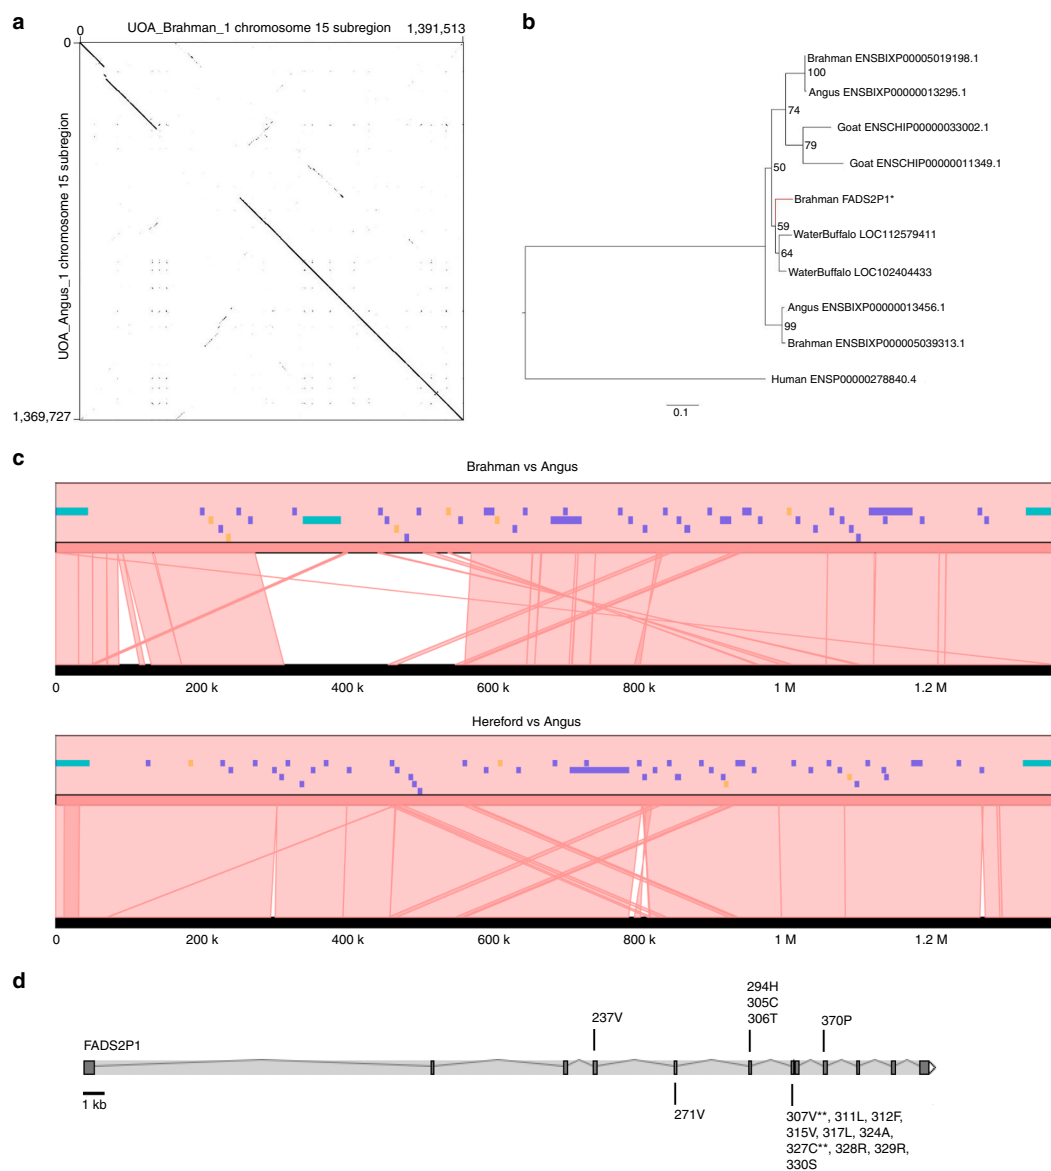 a
0 UOA_Brahman_1 chromosome 15 subregion 1,391,513
0
UOA_Angus_1 chromosome 15 subregion
1,369,727
b
Brahman ENSBIXP00005019198.1
100
Angus ENSBIXP00000013295.1
74
Goat ENSCHIP00000033002.1
79
Goat ENSCHIP00000011349.1
50
Brahman FADS2P1*
59
WaterBuffalo LOC112579411
64
WaterBuffalo LOC102404433
Angus ENSBIXP00000013456.1
99
Brahman ENSBIXP000005039313.1
Human ENSP00000278840.4
0.1
c
Brahman vs Angus
0 200 k 400 k 600 k 800 k 1 M 1.2 M
Hereford vs Angus
0 200 k 400 k 600 k 800 k 1 M 1.2 M
d
294H
305C
237V 306T 370P
FADS2P1
1 kb
271V
307V**, 311L, 312F,
315V, 317L, 324A,
327C**, 328R, 329R,
330S